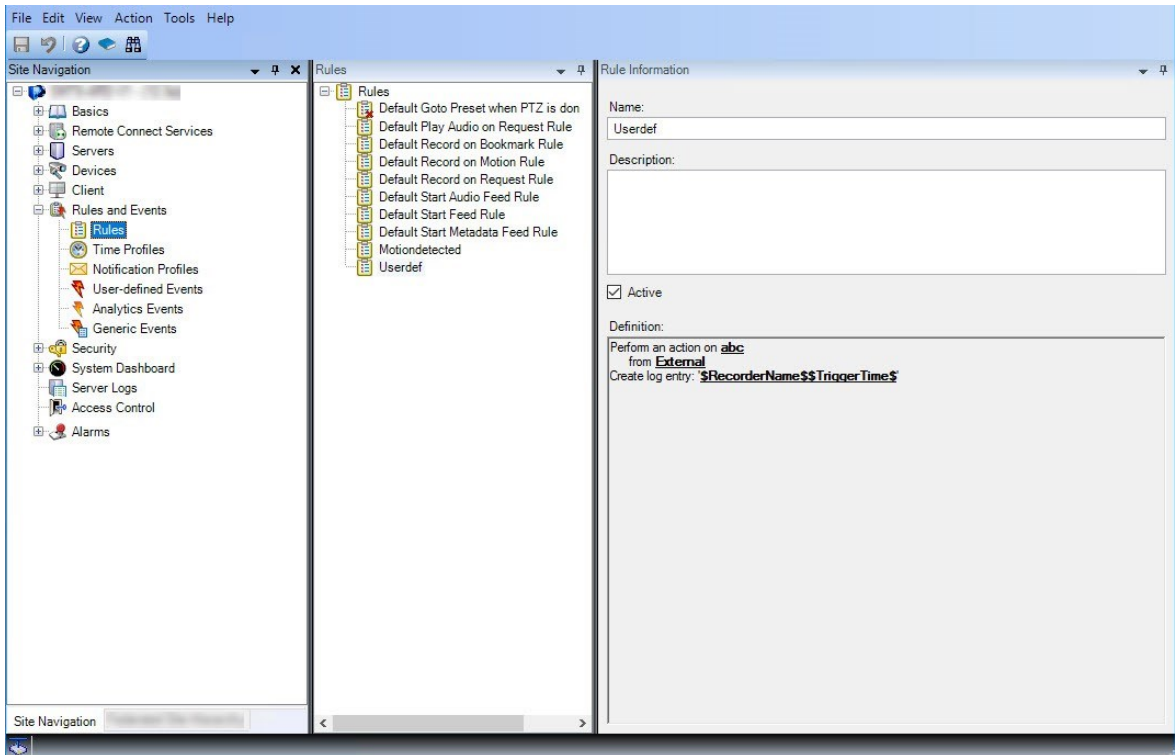 File Edit View Action Tools Help
Site Navigation
Basics
Remote Connect Services
Servers
Devices
Client
Rules and Events
Rules
Time Profiles
Notification Profiles
User-defined Events
Analytics Events
Generic Events
Security
System Dashboard
Server Logs
Access Control
Alarms
Site Navigation
Rules
Rules
Default Goto Preset when PTZ is don
Default Play Audio on Request Rule
Default Record on Bookmark Rule
Default Record on Motion Rule
Default Record on Request Rule
Default Start Audio Feed Rule
Default Start Feed Rule
Default Start Metadata Feed Rule
Motiondetected
Userdef
Rule Information
Name:
Userdef
Description:
Active
Definition:
Perform an action on abc
from External
Create log entry: '$RecorderName$$TriggerTime$'